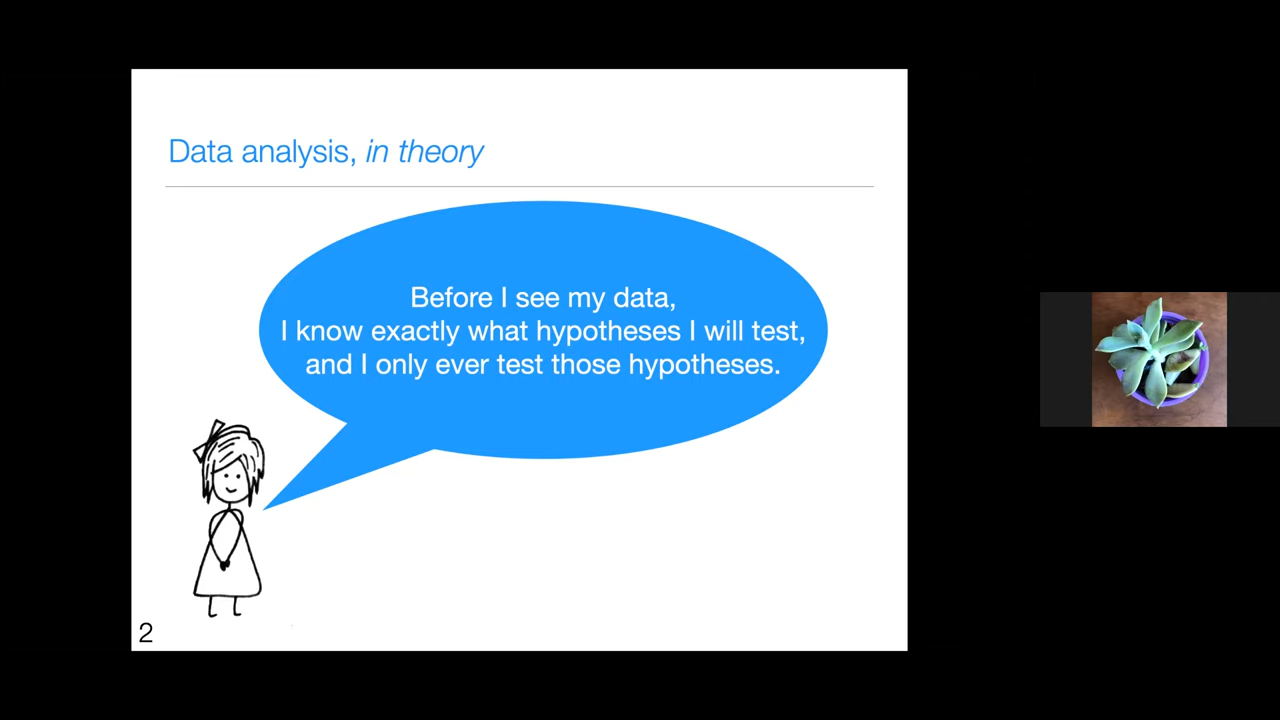 Data analysis, in theory
Before I see my data,
I know exactly what hypotheses I will test,
and I only ever test those hypotheses.
2